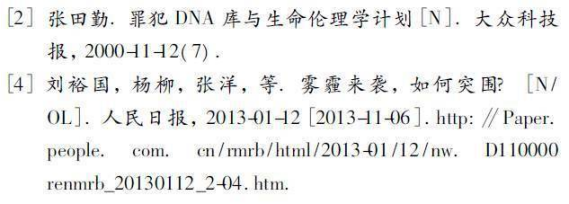 [2] 张田勤. 罪犯 DNA 库与生命伦理学计划[N]. 大众科技
报, 2000-11-12(7).
[4] 刘裕国, 杨柳, 张洋, 等. 雾霾来袭, 如何突围? [N/
OL]. 人民日报, 2013-01-12 [2013-11-06]. http: // Paper.
people. com. cn/rmrb/html/2013-01/12/nw. D110000
renmrb_20130112_2-04. htm.